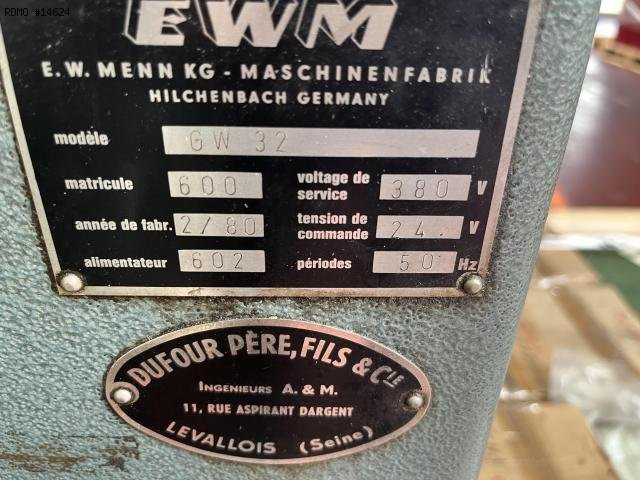 RDMO #14624
EWM
E.W. MENN KG - MASCHINENFABRIK
HILCHENBACH GERMANY
modèle GW 32
matricule 600 voltage de service 380 V
année de fabr. 2/80 tension de commande 24. V
alimentateur 602 périodes 50 Hz
DUFOUR PÈRE, FILS & CIE
INGENIEURS A. & M.
11, RUE ASPIRANT DARGENT
LEVALLOIS (Seine)